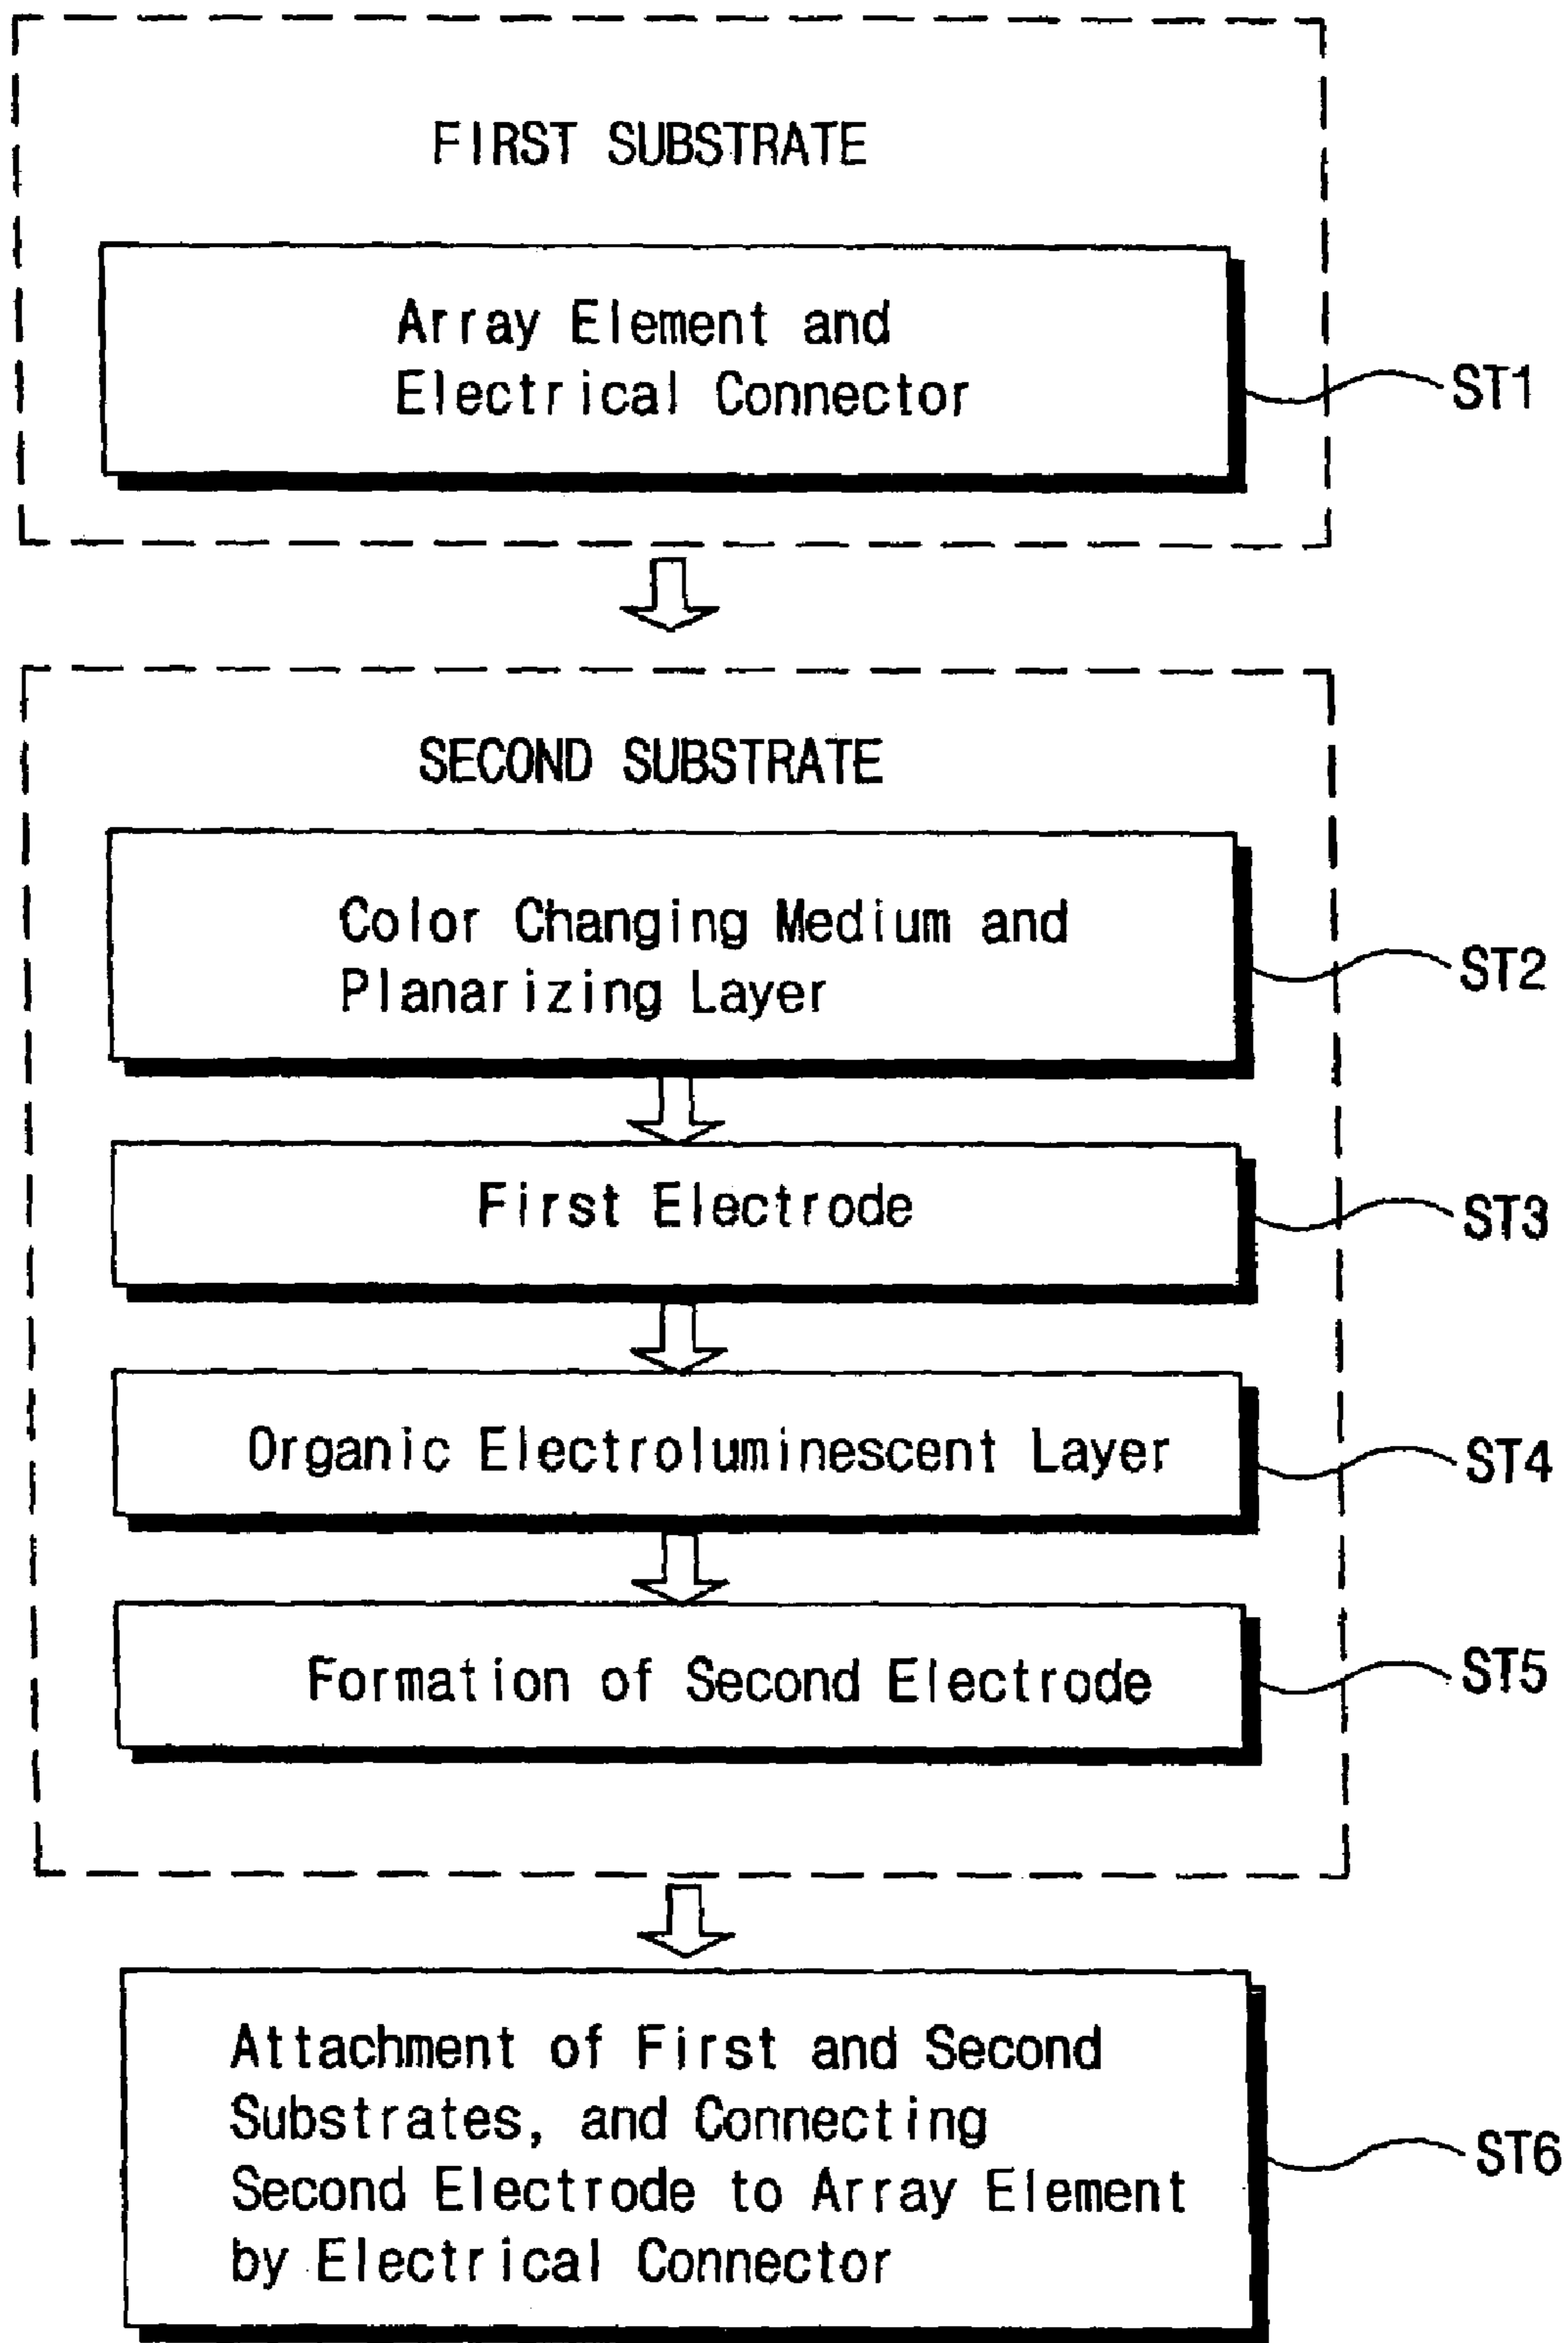 FIRST SUBSTRATE
Array Element and
Electrical Connector
ST1
SECOND SUBSTRATE
Color Changing Medium and
Planarizing Layer
ST2
First Electrode
ST3
Organic Electroluminescent Layer
ST4
Formation of Second Electrode
ST5
Attachment of First and Second
Substrates, and Connecting
Second Electrode to Array Element
by Electrical Connector
ST6